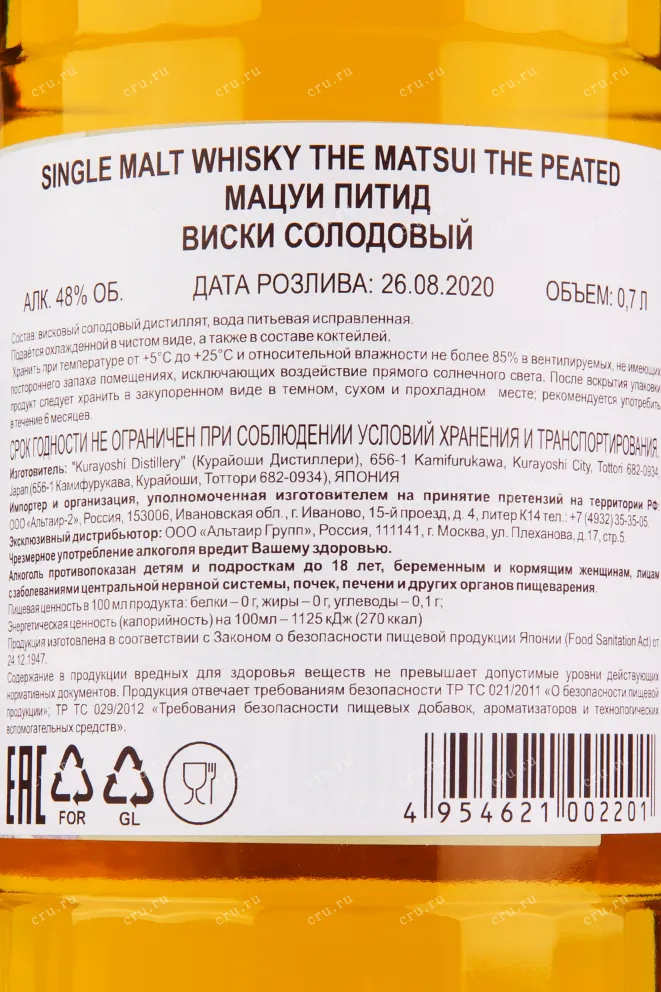 SINGLE MALT WHISKY THE MATSUI THE PEATED
МАЦУИ ПИТИД
ВИСКИ СОЛОДОВЫЙ
АЛК. 48% ОБ. ДАТА РОЗЛИВА: 26.08.2020 ОБЪЕМ: 0,7 Л
Состав: висковый солодовый дистиллят, вода питьевая исправленная.
Подаётся охлажденной в чистом виде, а также в составе коктейлей.
Хранить при температуре от +5°С до +25°С и относительной влажности не более 85% в вентилируемых, не имеющих
постороннего запаха помещениях, исключающих воздействие прямого солнечного света. После вскрытия упаковки
продукт следует хранить в закупоренном виде в темном, сухом и прохладном месте; рекомендуется употребить
в течение 6 месяцев.
СРОК ГОДНОСТИ НЕ ОГРАНИЧЕН ПРИ СОБЛЮДЕНИИ УСЛОВИЙ ХРАНЕНИЯ И ТРАНСПОРТИРОВАНИЯ.
Изготовитель: "Kurayoshi Distillery" (Курайоши Дистиллери), 656-1 Kamifurukawa, Kurayoshi City, Tottori 682-0934,
Japan (656-1 Камифурукава, Курайоши, Тоттори 682-0934), ЯПОНИЯ
Импортер и организация, уполномоченная изготовителем на принятие претензий на территории РФ:
ООО «Альтаир-2», Россия, 153006, Ивановская обл., г. Иваново, 15-й проезд, д. 4, литер К14 тел.: +7 (4932) 35-35-05.
Эксклюзивный дистрибьютор: ООО «Альтаир Групп», Россия, 111141, г. Москва, ул. Плеханова, д.17, стр.5.
Чрезмерное употребление алкоголя вредит Вашему здоровью.
Алкоголь противопоказан детям и подросткам до 18 лет, беременным и кормящим женщинам, лицам
с заболеваниями центральной нервной системы, почек, печени и других органов пищеварения.
Пищевая ценность в 100 мл продукта: белки – 0 г, жиры – 0 г, углеводы – 0,1 г;
Энергетическая ценность (калорийность) на 100мл – 1125 кДж (270 ккал)
Продукция изготовлена в соответствии с Законом о безопасности пищевой продукции Японии (Food Sanitation Act) от
24.12.1947.
Содержание в продукции вредных для здоровья веществ не превышает допустимые уровни действующих
нормативных документов. Продукция отвечает требованиям безопасности ТР ТС 021/2011 «О безопасности пищевой
продукции»; ТР ТС 029/2012 «Требования безопасности пищевых добавок, ароматизаторов и технологических
вспомогательных средств».
EAC FOR GL
4 954621 002201